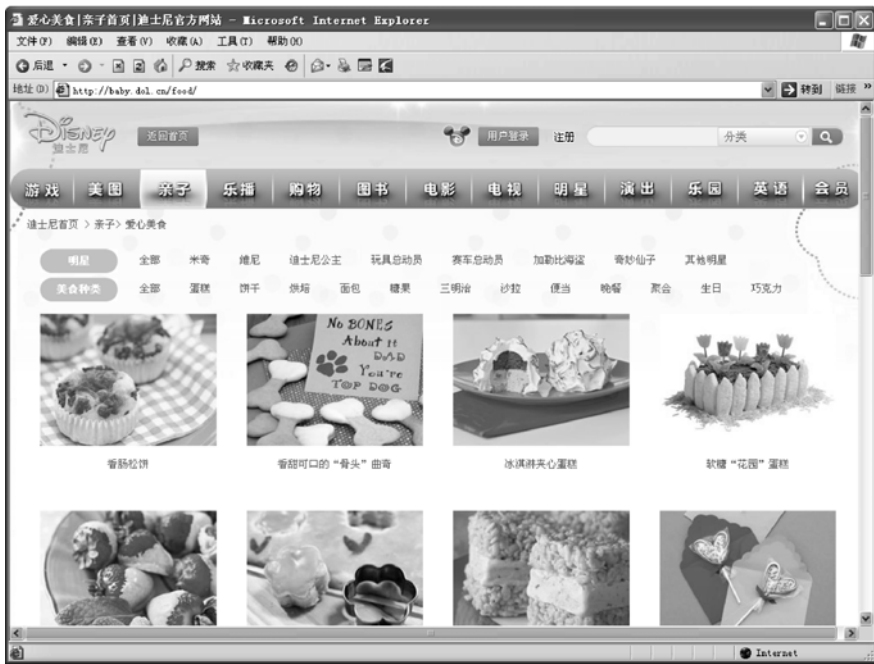 爱心美食|亲子首页|迪士尼官方网站 - Microsoft Internet Explorer
文件(F) 编辑(E) 查看(V) 收藏(A) 工具(T) 帮助(H)
后退 搜索 收藏夹
地址(D) http://baby.dol.cn/food/ 转到 链接 »
Disney 迪士尼 返回首页 用户登录 注册 分类
游戏 美图 亲子 乐播 购物 图书 电影 电视 明星 演出 乐园 英语 会员
迪士尼首页 > 亲子> 爱心美食
明星 全部 米奇 维尼 迪士尼公主 玩具总动员 赛车总动员 加勒比海盗 奇妙仙子 其他明星
美食种类 全部 蛋糕 饼干 烘焙 面包 糖果 三明治 沙拉 便当 晚餐 聚会 生日 巧克力
No BONES
About it
DAD
You're
TOP DOG
香肠松饼 香甜可口的“骨头”曲奇 冰淇淋夹心蛋糕 软糖“花园”蛋糕
Internet